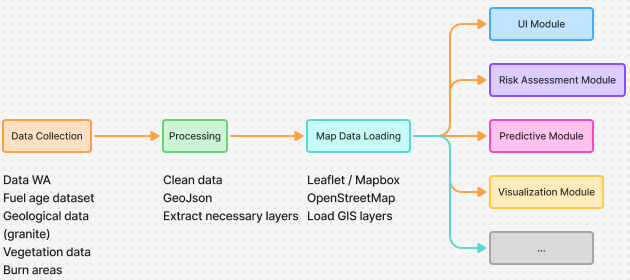 UI Module
Risk Assessment Module
Data Collection
Processing
Map Data Loading
Predictive Module
Data WA
Fuel age dataset
Geological data
(granite)
Vegetation data
Burn areas
Clean data
GeoJson
Extract necessary layers
Leaflet / Mapbox
OpenStreetMap
Load GIS layers
Visualization Module
...